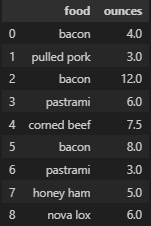 food ounces
0 bacon 4.0
1 pulled pork 3.0
2 bacon 12.0
3 pastrami 6.0
4 corned beef 7.5
5 bacon 8.0
6 pastrami 3.0
7 honey ham 5.0
8 nova lox 6.0